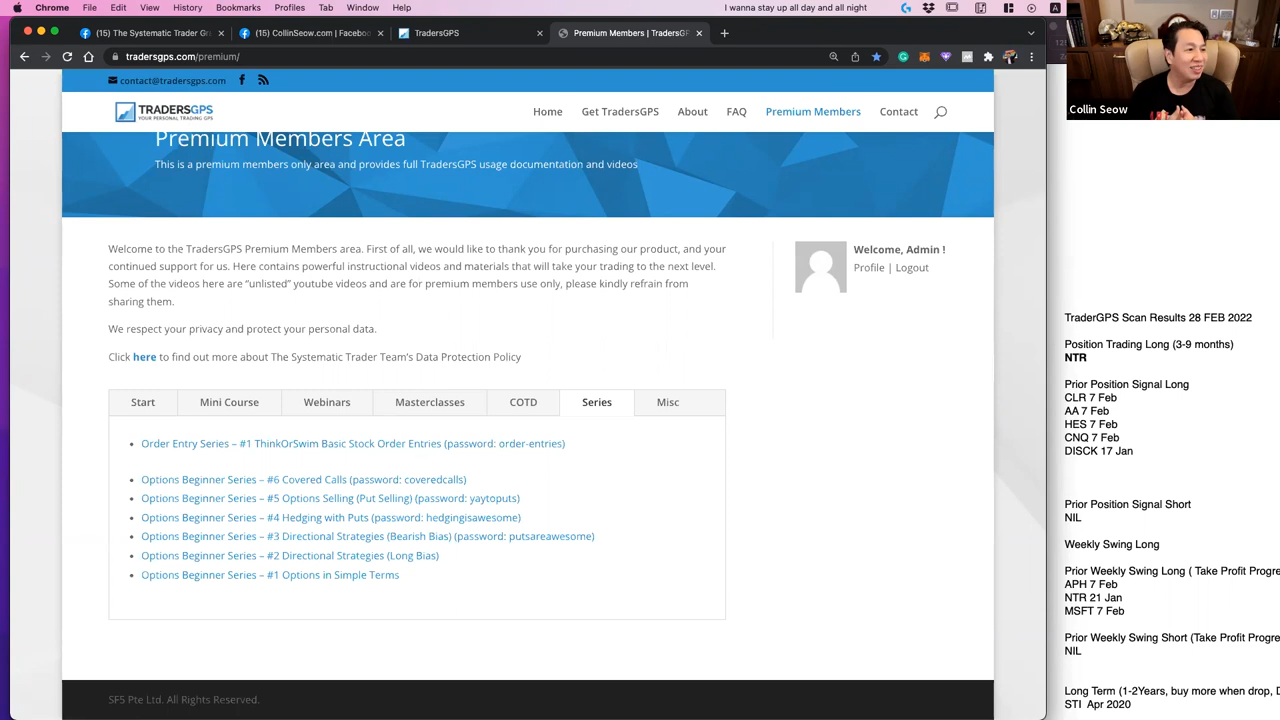 Chrome File Edit View History Bookmarks Profiles Tab Window Help I wanna stay up all day and all night
(15) The Systematic Trader Gr (15) CollinSeow.com | Faceboo TradersGPS Premium Members | TradersG
tradersgps.com/premium/
contact@tradersgps.com
TRADERSGPS
YOUR PERSONAL TRADING GPS
Home Get TradersGPS About FAQ Premium Members Contact
Premium Members Area
This is a premium members only area and provides full TradersGPS usage documentation and videos
Welcome to the TradersGPS Premium Members area. First of all, we would like to thank you for purchasing our product, and your
continued support for us. Here contains powerful instructional videos and materials that will take your trading to the next level.
Some of the videos here are “unlisted” youtube videos and are for premium members use only, please kindly refrain from
sharing them.
We respect your privacy and protect your personal data.
Click here to find out more about The Systematic Trader Team's Data Protection Policy
Welcome, Admin !
Profile | Logout
Start Mini Course Webinars Masterclasses COTD Series Misc
Order Entry Series – #1 ThinkOrSwim Basic Stock Order Entries (password: order-entries)
Options Beginner Series – #6 Covered Calls (password: coveredcalls)
Options Beginner Series – #5 Options Selling (Put Selling) (password: yaytoputs)
Options Beginner Series – #4 Hedging with Puts (password: hedgingisawesome)
Options Beginner Series – #3 Directional Strategies (Bearish Bias) (password: putsareawesome)
Options Beginner Series – #2 Directional Strategies (Long Bias)
Options Beginner Series – #1 Options in Simple Terms
SF5 Pte Ltd. All Rights Reserved.
Collin Seow
TraderGPS Scan Results 28 FEB 2022
Position Trading Long (3-9 months)
NTR
Prior Position Signal Long
CLR 7 Feb
AA 7 Feb
HES 7 Feb
CNQ 7 Feb
DISCK 17 Jan
Prior Position Signal Short
NIL
Weekly Swing Long
Prior Weekly Swing Long ( Take Profit Progre
APH 7 Feb
NTR 21 Jan
MSFT 7 Feb
Prior Weekly Swing Short (Take Profit Progre
NIL
Long Term (1-2Years, buy more when drop, D
STI Apr 2020